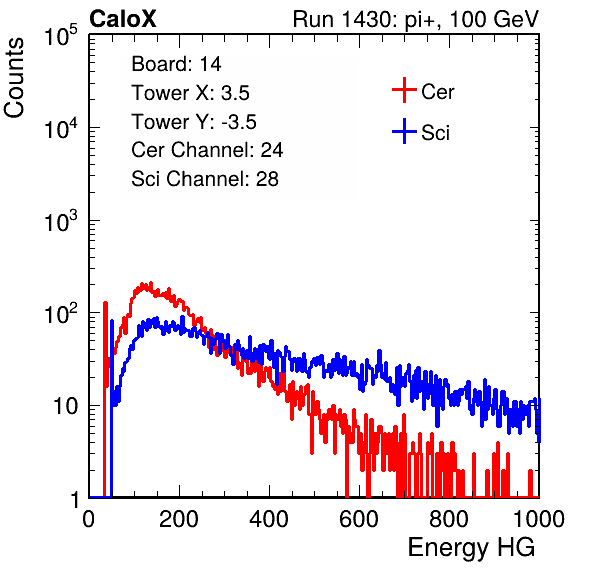 CaloX Run 1430: pi+, 100 GeV
Counts
Board: 14
Tower X: 3.5
Tower Y: -3.5
Cer Channel: 24
Sci Channel: 28
Cer
Sci
10^5
10^4
10^3
10^2
10
1
0 200 400 600 800 1000
Energy HG